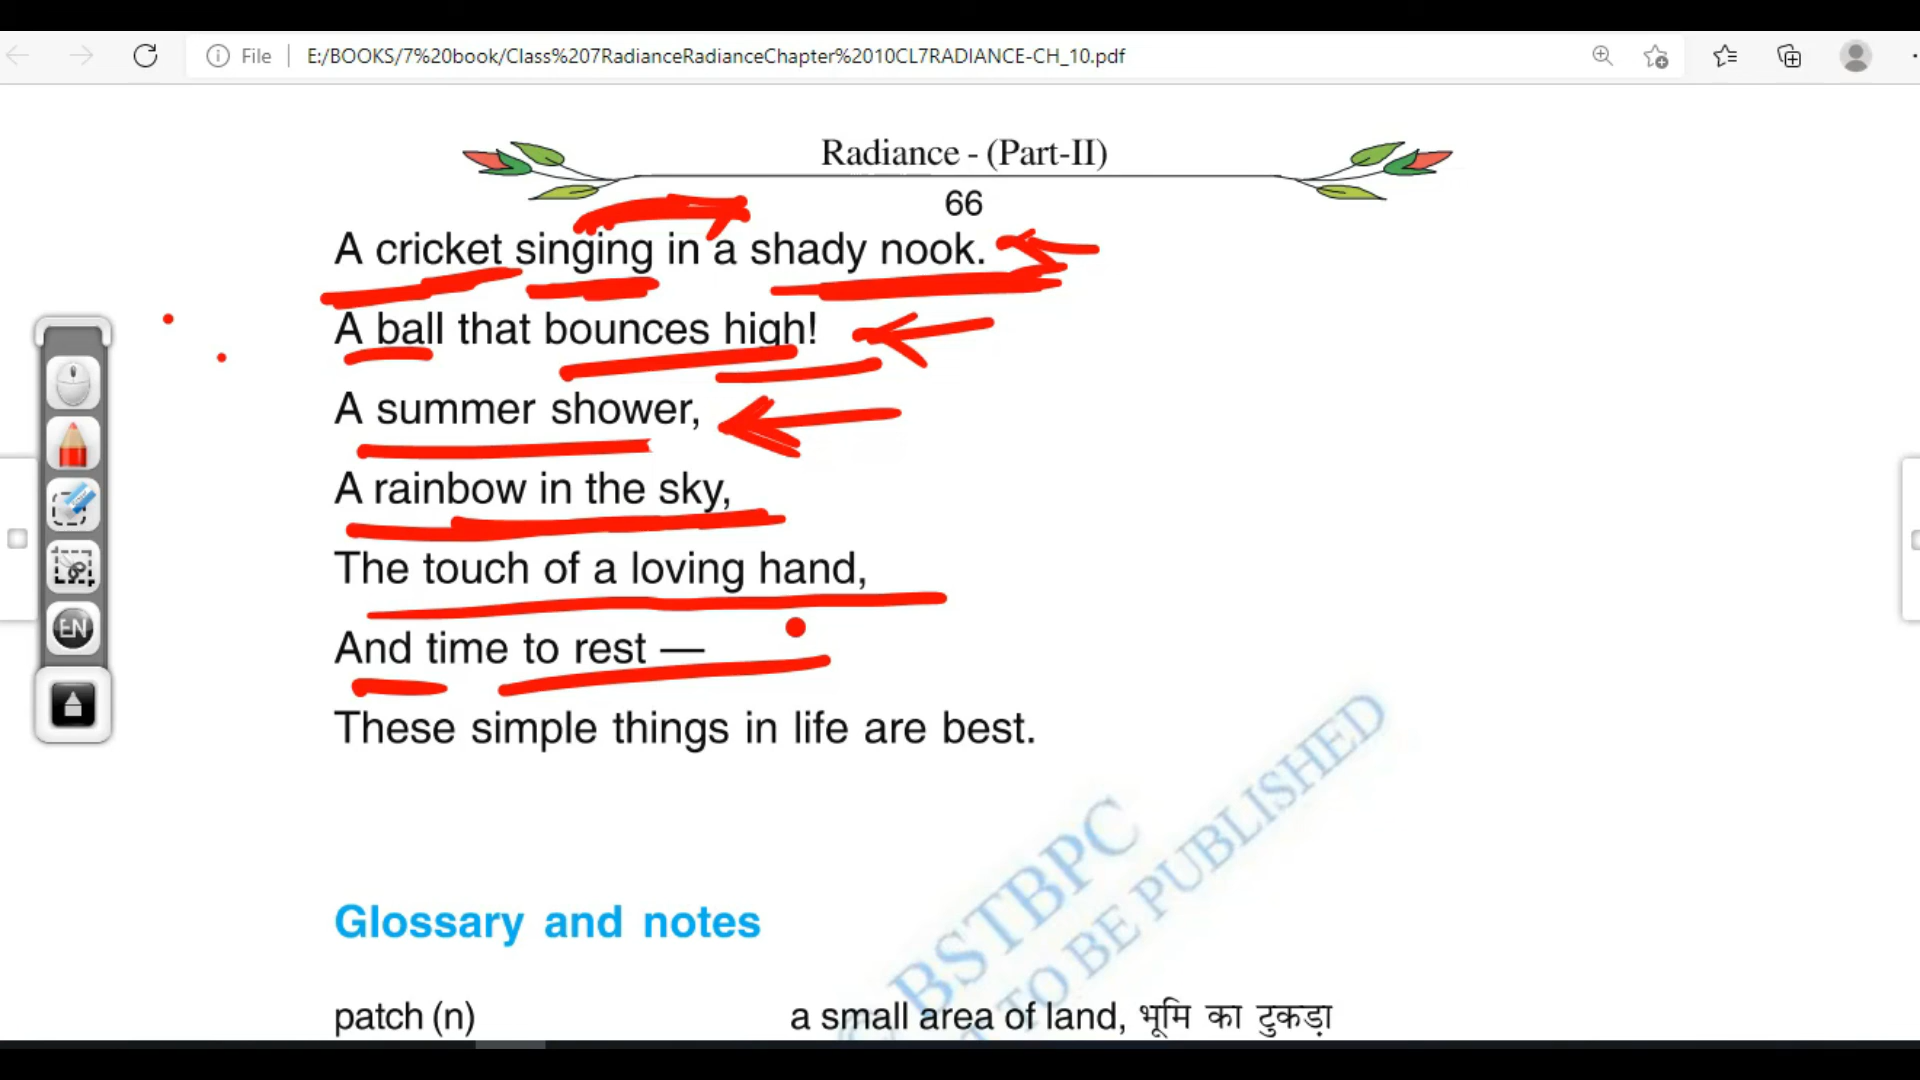 File E:/BOOKS/7%20book/Class%207RadianceRadianceChapter%2010CL7RADIANCE-CH_10.pdf
Radiance - (Part-II)
66
A cricket singing in a shady nook.
A ball that bounces high!
A summer shower,
A rainbow in the sky,
The touch of a loving hand,
And time to rest —
These simple things in life are best.
EN
BSTBPC
TO BE PUBLISHED
Glossary and notes
patch (n) a small area of land, भूमि का टुकड़ा